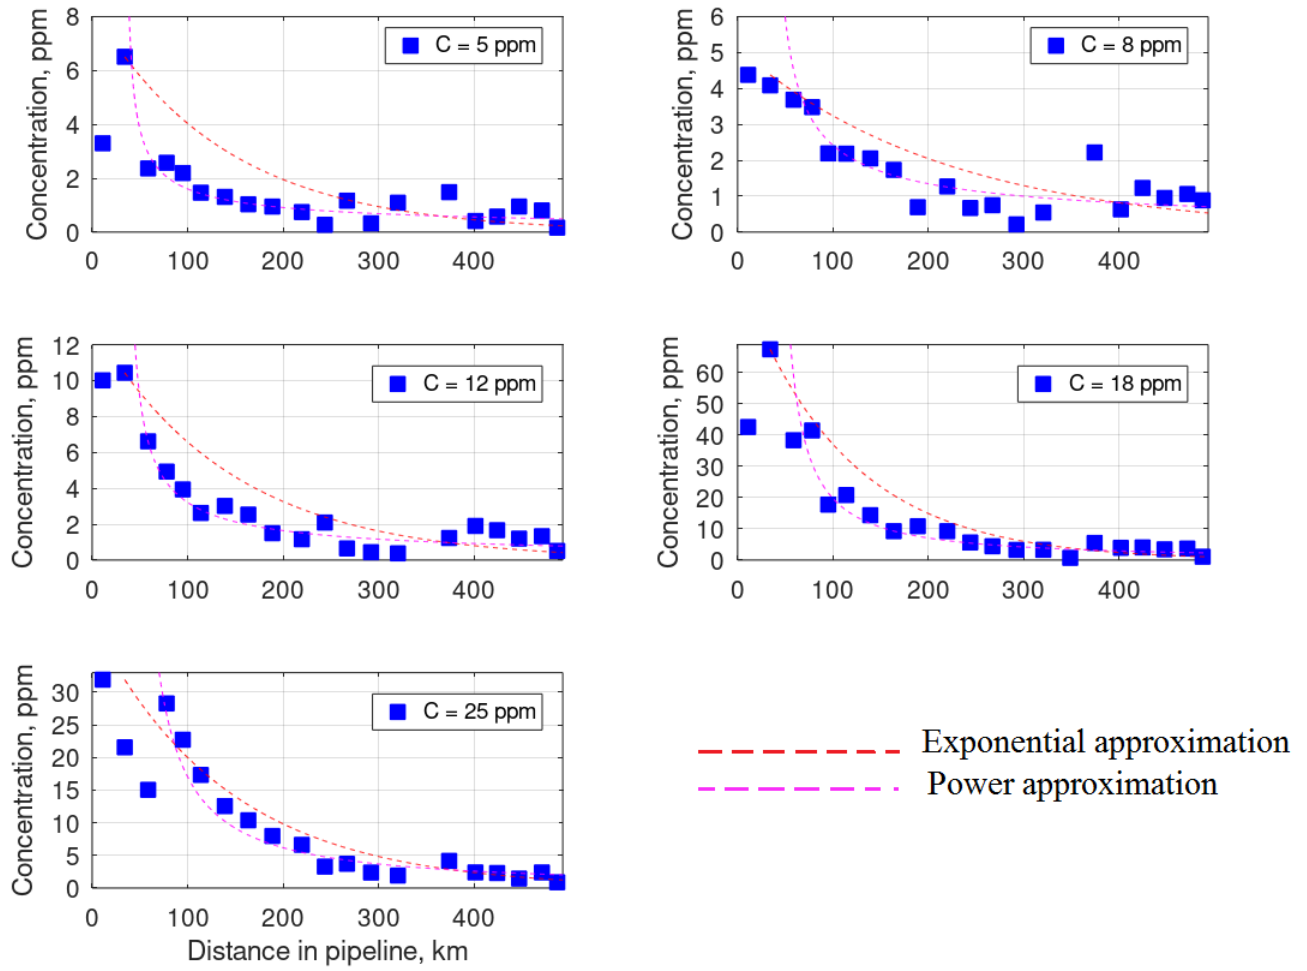 8
6
4
2
0
0 100 200 300 400
Concentration, ppm
C = 5 ppm
6
5
4
3
2
1
0
0 100 200 300 400
Concentration, ppm
C = 8 ppm
12
10
8
6
4
2
0
0 100 200 300 400
Concentration, ppm
C = 12 ppm
60
50
40
30
20
10
0
0 100 200 300 400
Concentration, ppm
C = 18 ppm
30
25
20
15
10
5
0
0 100 200 300 400
Concentration, ppm
C = 25 ppm
Distance in pipeline, km
Exponential approximation
Power approximation